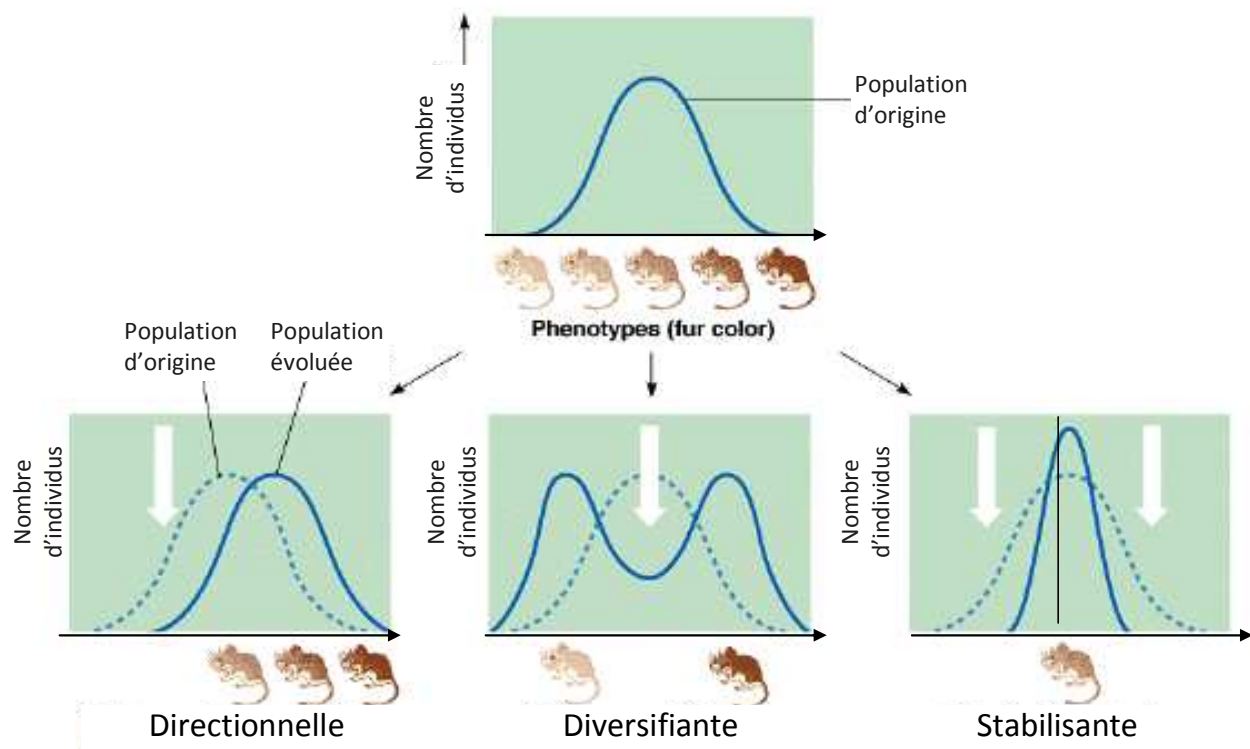 Nombre
d’individus
Population
d’origine
Phenotypes (fur color)
Population
d’origine
Population
évoluée
Nombre
d’individus
Nombre
d’individus
Nombre
d’individus
Directionnelle
Diversifiante
Stabilisante